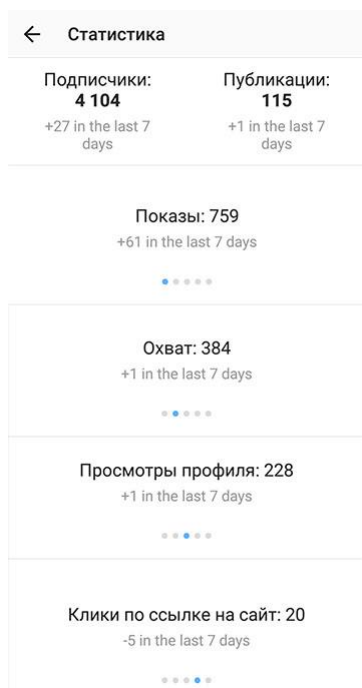 Статистика
Подписчики:
4 104
+27 in the last 7
days
Публикации:
115
+1 in the last 7
days
Показы: 759
+61 in the last 7 days
Охват: 384
+1 in the last 7 days
Просмотры профиля: 228
+1 in the last 7 days
Клики по ссылке на сайт: 20
-5 in the last 7 days